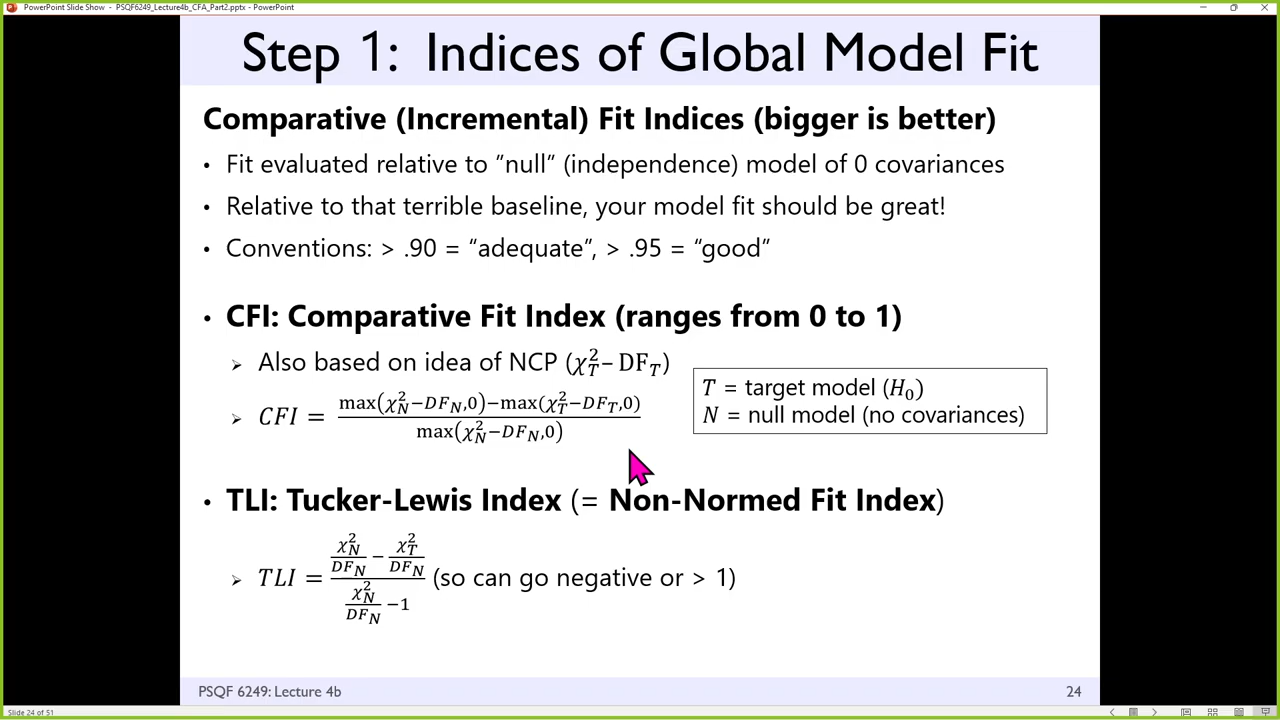 PowerPoint Slide Show - PSQF6249_Lecture4b_CFA_Part2.pptx - PowerPoint
Step 1: Indices of Global Model Fit
Comparative (Incremental) Fit Indices (bigger is better)
• Fit evaluated relative to ”null” (independence) model of 0 covariances
• Relative to that terrible baseline, your model fit should be great!
• Conventions: > .90 = “adequate”, > .95 = “good”
• CFI: Comparative Fit Index (ranges from 0 to 1)
➢ Also based on idea of NCP (χ²_T – DF_T)
T = target model (H₀)
N = null model (no covariances)
➢ CFI = (max(χ²_N−DF_N,0)−max(χ²_T−DF_T,0)) / (max(χ²_N−DF_N,0))
• TLI: Tucker-Lewis Index (= Non-Normed Fit Index)
➢ TLI = (χ²_N/DF_N − χ²_T/DF_N) / (χ²_N/DF_N −1) (so can go negative or > 1)
PSQF 6249: Lecture 4b
24
Slide 24 of 51